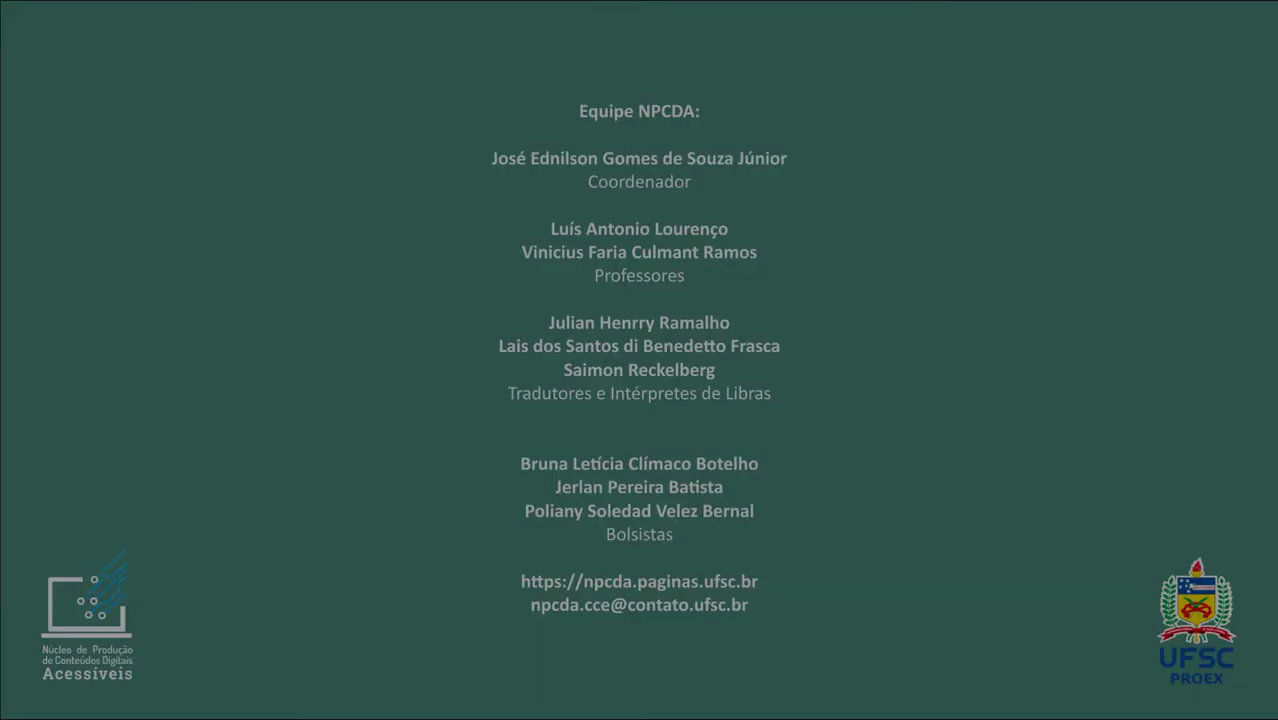 Equipe NPCDA:
José Ednilson Gomes de Souza Júnior
Coordenador
Luís Antonio Lourenço
Vinicius Faria Culmant Ramos
Professores
Julian Henrry Ramalho
Lais dos Santos di Benedetto Frasca
Saimon Reckelberg
Tradutores e Intérpretes de Libras
Bruna Letícia Clímaco Botelho
Jerlan Pereira Batista
Poliany Soledad Velez Bernal
Bolsistas
https://npcda.paginas.ufsc.br
npcda.cce@contato.ufsc.br
Núcleo de Produção
de Conteúdos Digitais
Acessíveis
UFSC
PROEX